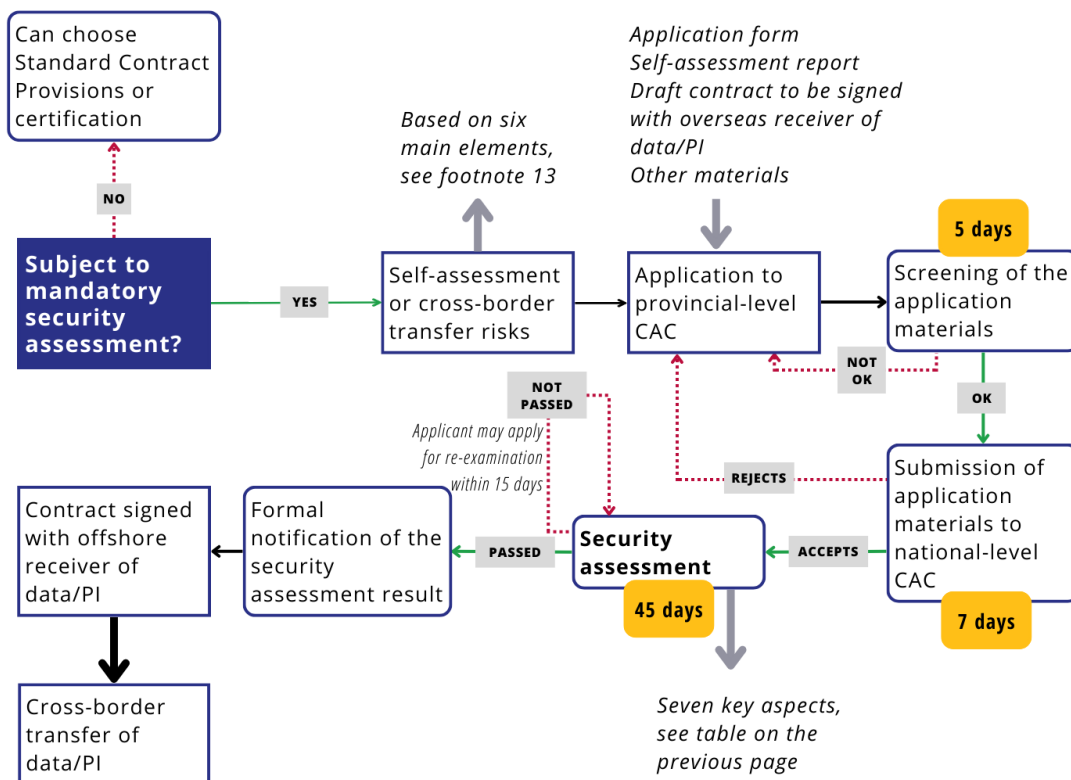 Can choose
Standard Contract
Provisions or
certification
Application form
Self-assessment report
Draft contract to be signed
with overseas receiver of
data/PI
Other materials
Based on six
main elements,
see footnote 13
NO
5 days
Subject to
mandatory
security
assessment?
YES
Self-assessment
or cross-border
transfer risks
Application to
provincial-level
CAC
Screening of the
application
materials
NOT
OK
OK
NOT
PASSED
Applicant may apply
for re-examination
within 15 days
REJECTS
Submission of
application
materials to
national-level
CAC
7 days
ACCEPTS
Security
assessment
45 days
PASSED
Formal
notification of the
security
assessment result
Contract signed
with offshore
receiver of
data/PI
Cross-border
transfer of
data/PI
Seven key aspects,
see table on the
previous page